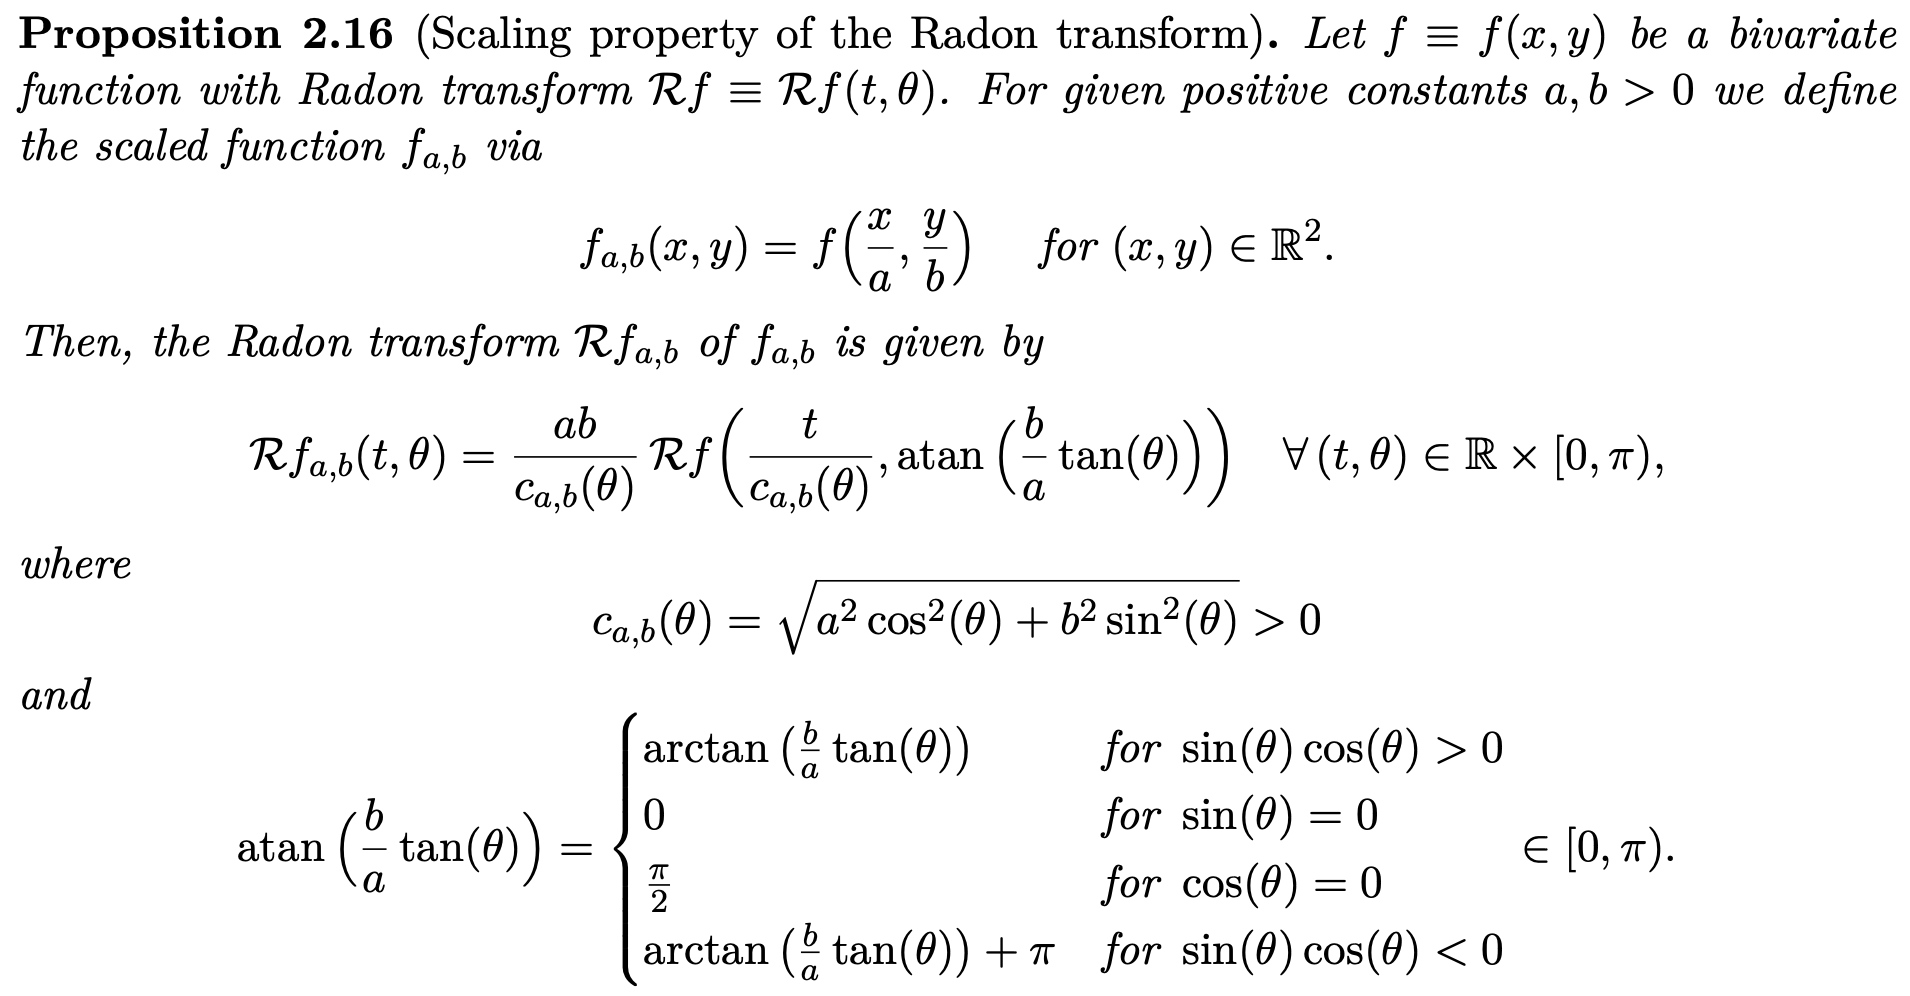 Proposition 2.16 (Scaling property of the Radon transform). Let f ≡ f(x, y) be a bivariate
function with Radon transform ℛf ≡ ℛf(t, θ). For given positive constants a, b > 0 we define
the scaled function f_{a,b} via
f_{a,b}(x, y) = f(x/a, y/b) for (x, y) ∈ ℝ².
Then, the Radon transform ℛf_{a,b} of f_{a,b} is given by
ℛf_{a,b}(t, θ) = ab/c_{a,b}(θ) ℛf(t/c_{a,b}(θ), atan(b/a tan(θ))) ∀ (t, θ) ∈ ℝ × [0, π),
where
c_{a,b}(θ) = √(a² cos²(θ) + b² sin²(θ)) > 0
and
atan(b/a tan(θ)) = { arctan(b/a tan(θ)) for sin(θ) cos(θ) > 0
0 for sin(θ) = 0
π/2 for cos(θ) = 0
arctan(b/a tan(θ)) + π for sin(θ) cos(θ) < 0 ∈ [0, π).